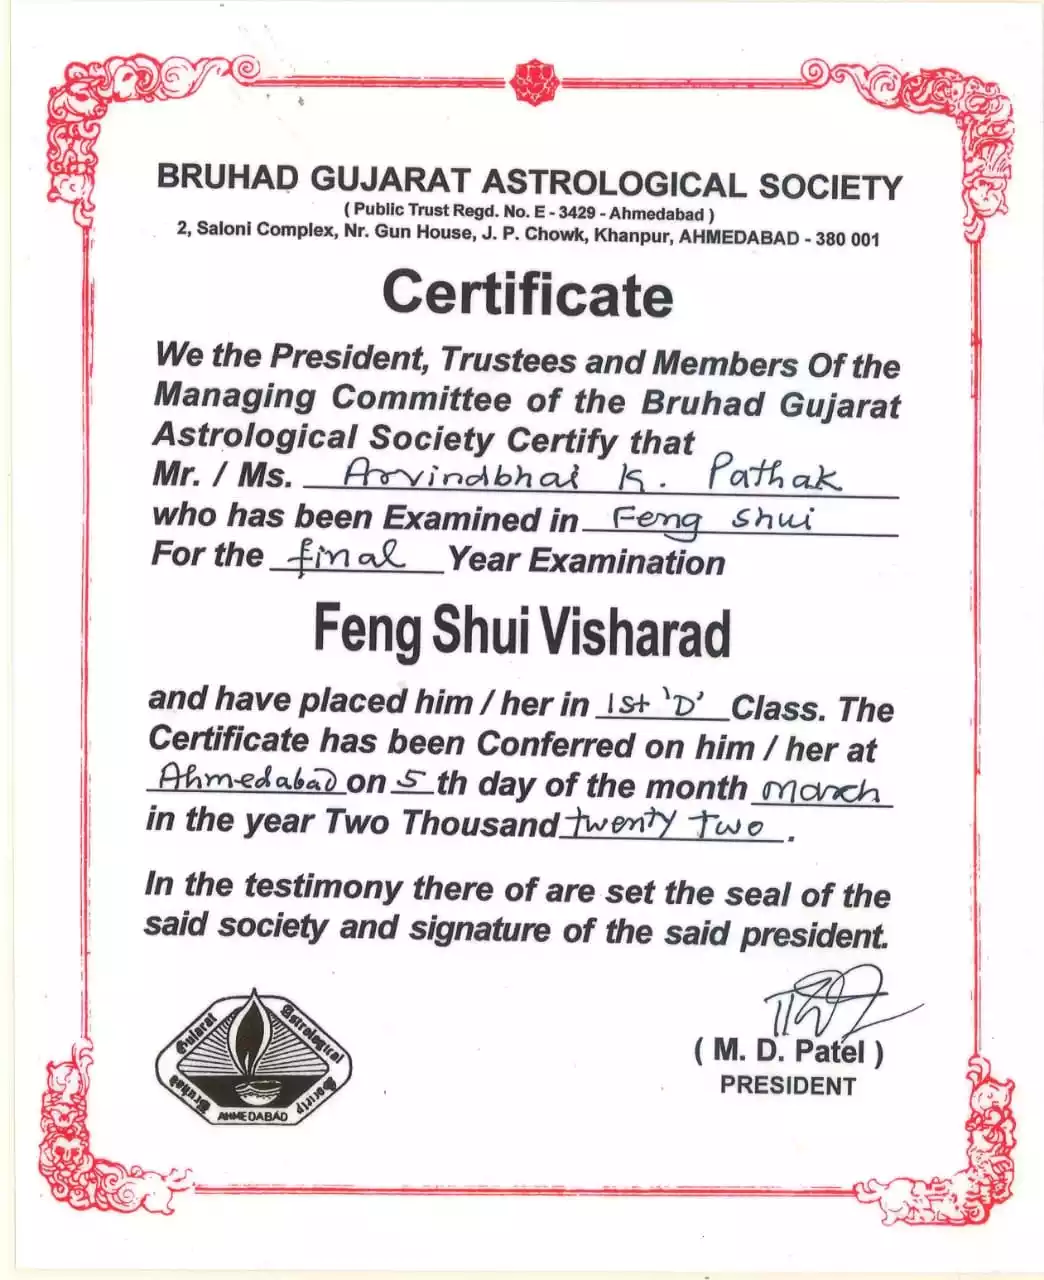 BRUHAD GUJARAT ASTROLOGICAL SOCIETY
( Public Trust Regd. No. E - 3429 - Ahmedabad )
2, Saloni Complex, Nr. Gun House, J. P. Chowk, Khanpur, AHMEDABAD - 380 001
Certificate
We the President, Trustees and Members Of the
Managing Committee of the Bruhad Gujarat
Astrological Society Certify that
Mr. / Ms. Arvindbhai K. Pathak
who has been Examined in Feng Shui
For the final Year Examination
Feng Shui Visharad
and have placed him / her in 1st 'D' Class. The
Certificate has been Conferred on him / her at
Ahmedabad on 5 th day of the month March
in the year Two Thousand twenty two .
In the testimony there of are set the seal of the
said society and signature of the said president.
Bruhad Gujarat Astrological Society
AHMEDABAD
( M. D. Patel )
PRESIDENT